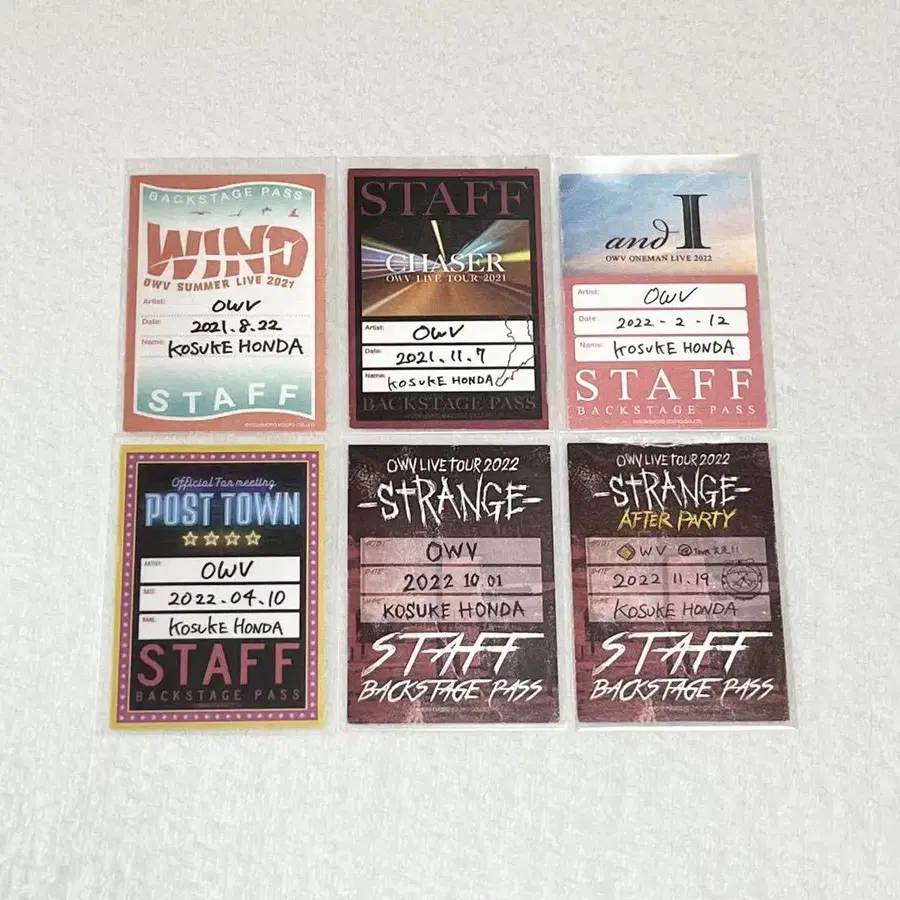 BACKSTAGE PASS
WIND
OWV SUMMER LIVE 2021
Artist: OWV
Date: 2021.8.22
Name: KOSUKE HONDA
STAFF
STAFF
CHASER
OWV LIVE TOUR 2021
Artist: OWV
Date: 2021.11.7
Name: KOSUKE HONDA
BACKSTAGE PASS
and I
OWV ONEMAN LIVE 2022
Artist: OWV
Date: 2022-2-12
Name: KOSUKE HONDA
STAFF
BACKSTAGE PASS
Official Fan meeting
POST TOWN
ARTIST: OWV
DATE: 2022.04.10
NAME: KOSUKE HONDA
STAFF
BACKSTAGE PASS
OWV LIVE TOUR 2022
-STRANGE-
OWV
DATE 2022 10.01
KOSUKE HONDA
STAFF
BACKSTAGE PASS
OWV LIVE TOUR 2022
-STRANGE-
AFTER PARTY
OWV
DATE 2022 11.19
KOSUKE HONDA
STAFF
BACKSTAGE PASS